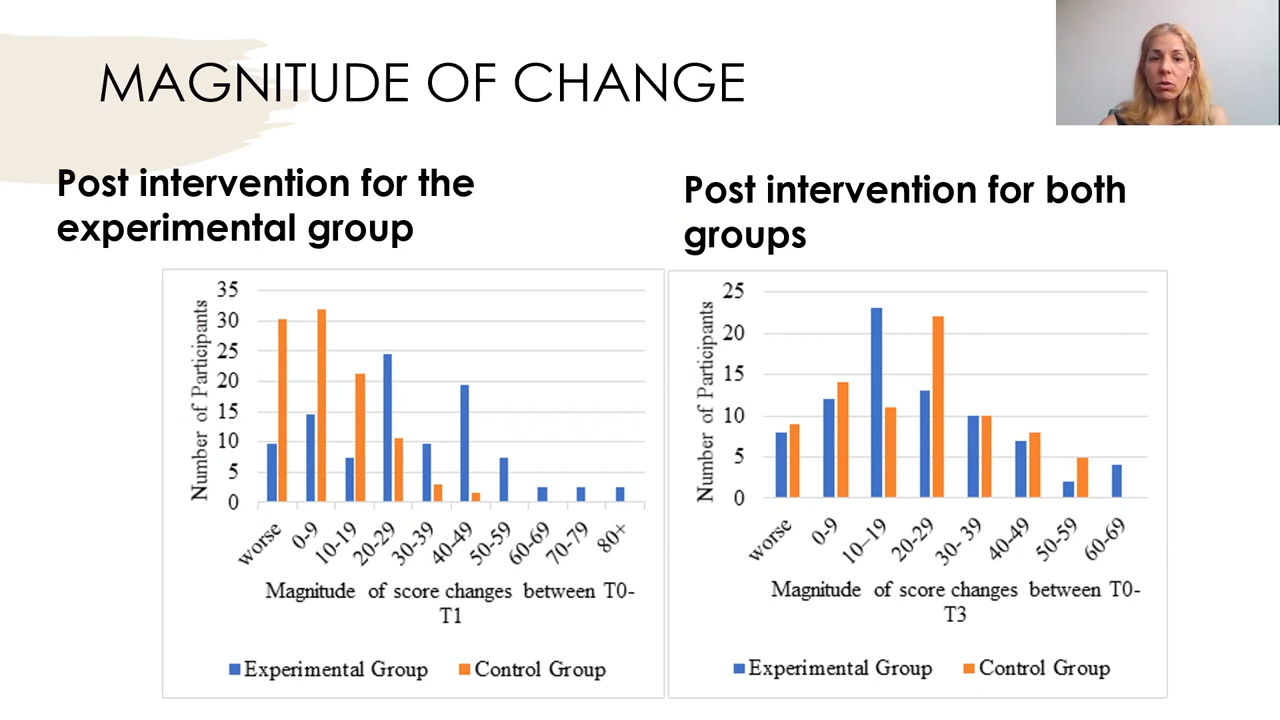 MAGNITUDE OF CHANGE
Post intervention for the
experimental group
Number of Participants
35
30
25
20
15
10
5
0
worse
0-9
10-19
20-29
30-39
40-49
50-59
60-69
70-79
80+
Magnitude of score changes between T0-
T1
Experimental Group
Control Group
Post intervention for both
groups
Number of Participants
25
20
15
10
5
0
worse
0-9
10–19
20-29
30–39
40-49
50-59
60-69
Magnitude of score changes between T0-
T3
Experimental Group
Control Group